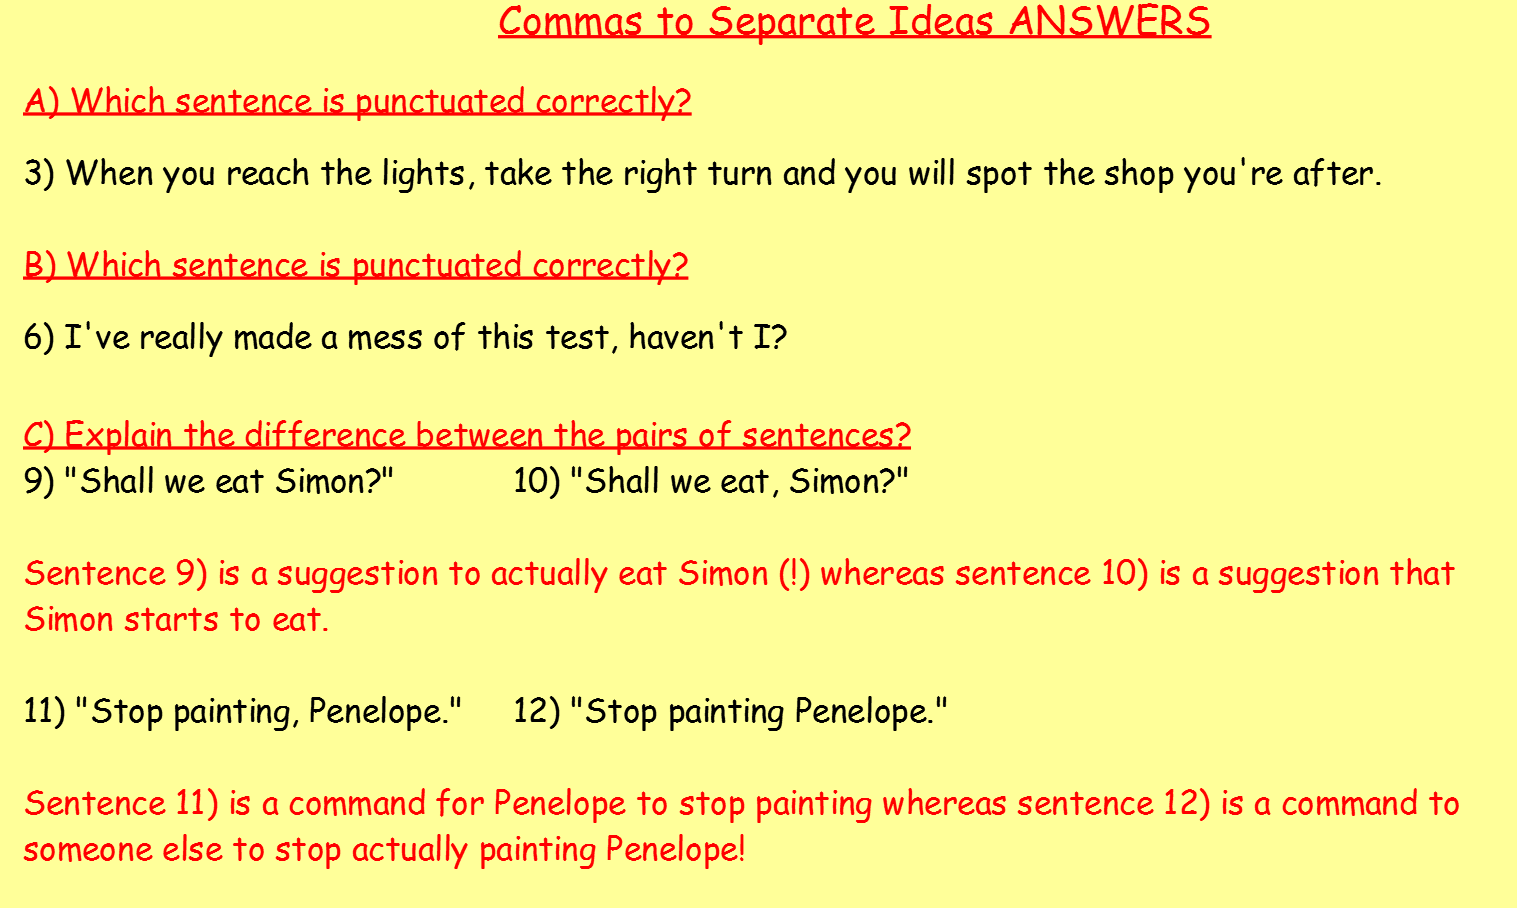 Commas to Separate Ideas ANSWERS
A) Which sentence is punctuated correctly?
3) When you reach the lights, take the right turn and you will spot the shop you're after.
B) Which sentence is punctuated correctly?
6) I've really made a mess of this test, haven't I?
C) Explain the difference between the pairs of sentences?
9) "Shall we eat Simon?" 10) "Shall we eat, Simon?"
Sentence 9) is a suggestion to actually eat Simon (!) whereas sentence 10) is a suggestion that
Simon starts to eat.
11) "Stop painting, Penelope." 12) "Stop painting Penelope."
Sentence 11) is a command for Penelope to stop painting whereas sentence 12) is a command to
someone else to stop actually painting Penelope!